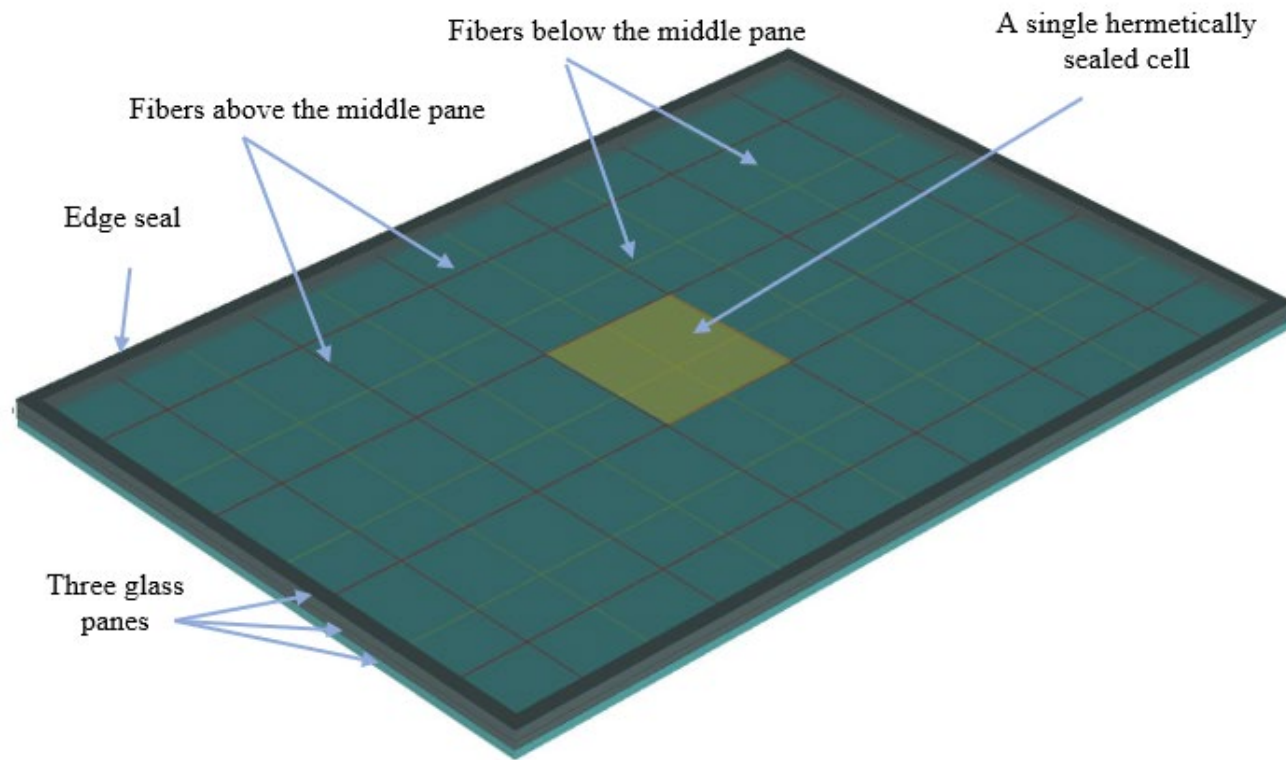 Fibers below the middle pane
A single hermetically
sealed cell
Fibers above the middle pane
Edge seal
Three glass
panes